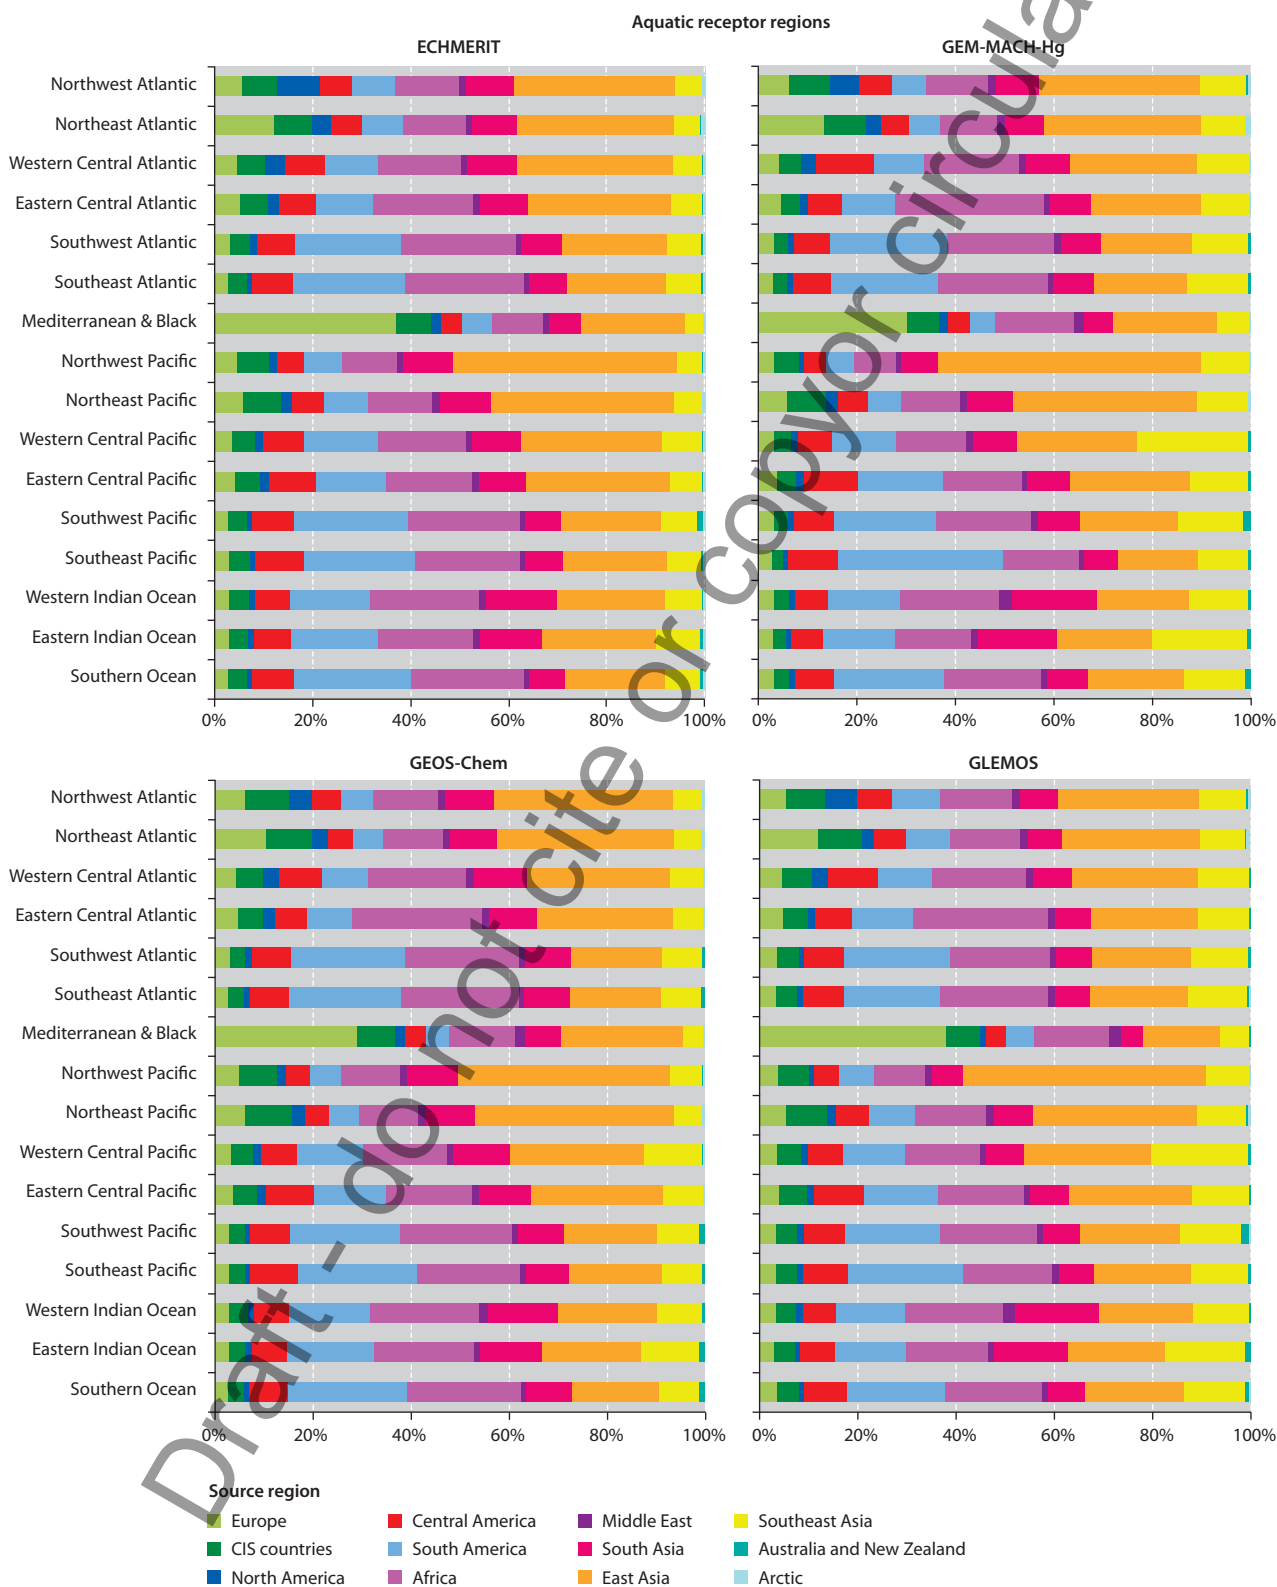 Aquatic receptor regions
ECHMERIT
GEM-MACH-Hg
Northwest Atlantic
Northeast Atlantic
Western Central Atlantic
Eastern Central Atlantic
Southwest Atlantic
Southeast Atlantic
Mediterranean & Black
Northwest Pacific
Northeast Pacific
Western Central Pacific
Eastern Central Pacific
Southwest Pacific
Southeast Pacific
Western Indian Ocean
Eastern Indian Ocean
Southern Ocean
0% 20% 40% 60% 80% 100%
0% 20% 40% 60% 80% 100%
GEOS-Chem
GLEMOS
Northwest Atlantic
Northeast Atlantic
Western Central Atlantic
Eastern Central Atlantic
Southwest Atlantic
Southeast Atlantic
Mediterranean & Black
Northwest Pacific
Northeast Pacific
Western Central Pacific
Eastern Central Pacific
Southwest Pacific
Southeast Pacific
Western Indian Ocean
Eastern Indian Ocean
Southern Ocean
0% 20% 40% 60% 80% 100%
0% 20% 40% 60% 80% 100%
Source region
Europe
CIS countries
North America
Central America
South America
Africa
Middle East
South Asia
East Asia
Southeast Asia
Australia and New Zealand
Arctic
Draft - do not cite or copy or circula